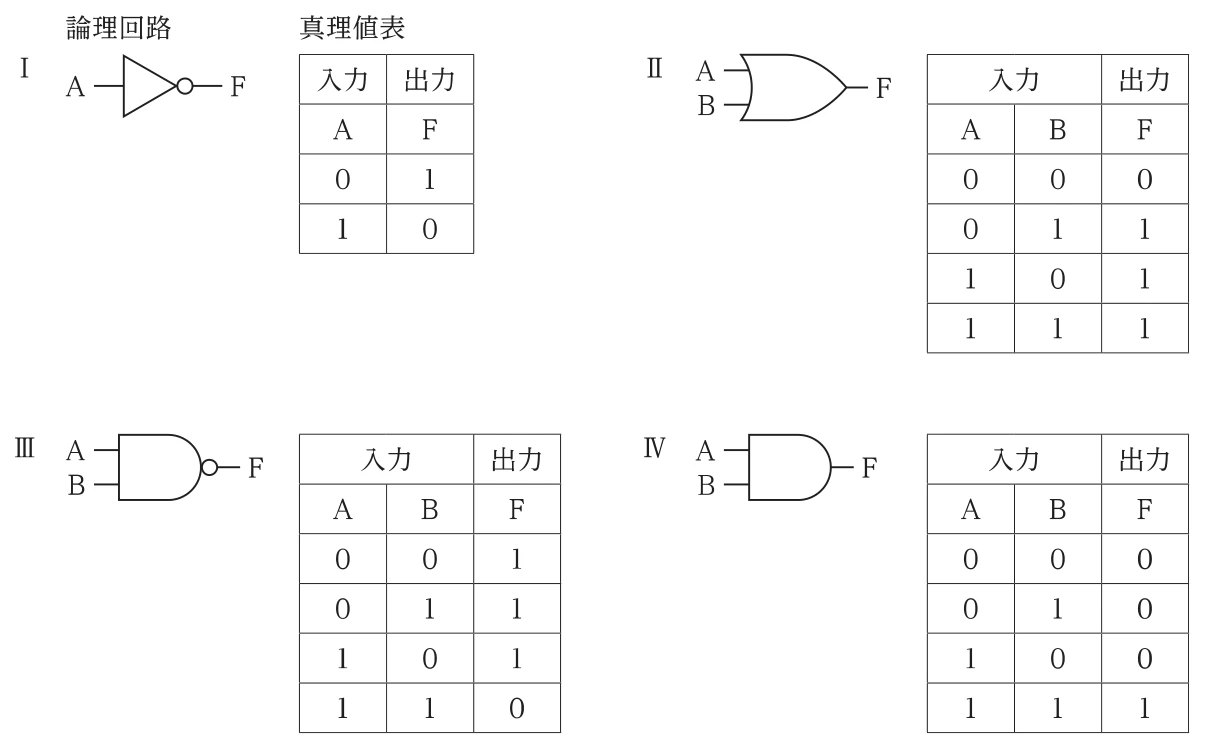 論理回路 真理値表
Ⅰ A F
入力 出力
A F
0 1
1 0
Ⅱ A B F
入力 出力
A B F
0 0 0
0 1 1
1 0 1
1 1 1
Ⅲ A B F
入力 出力
A B F
0 0 1
0 1 1
1 0 1
1 1 0
Ⅳ A B F
入力 出力
A B F
0 0 0
0 1 0
1 0 0
1 1 1